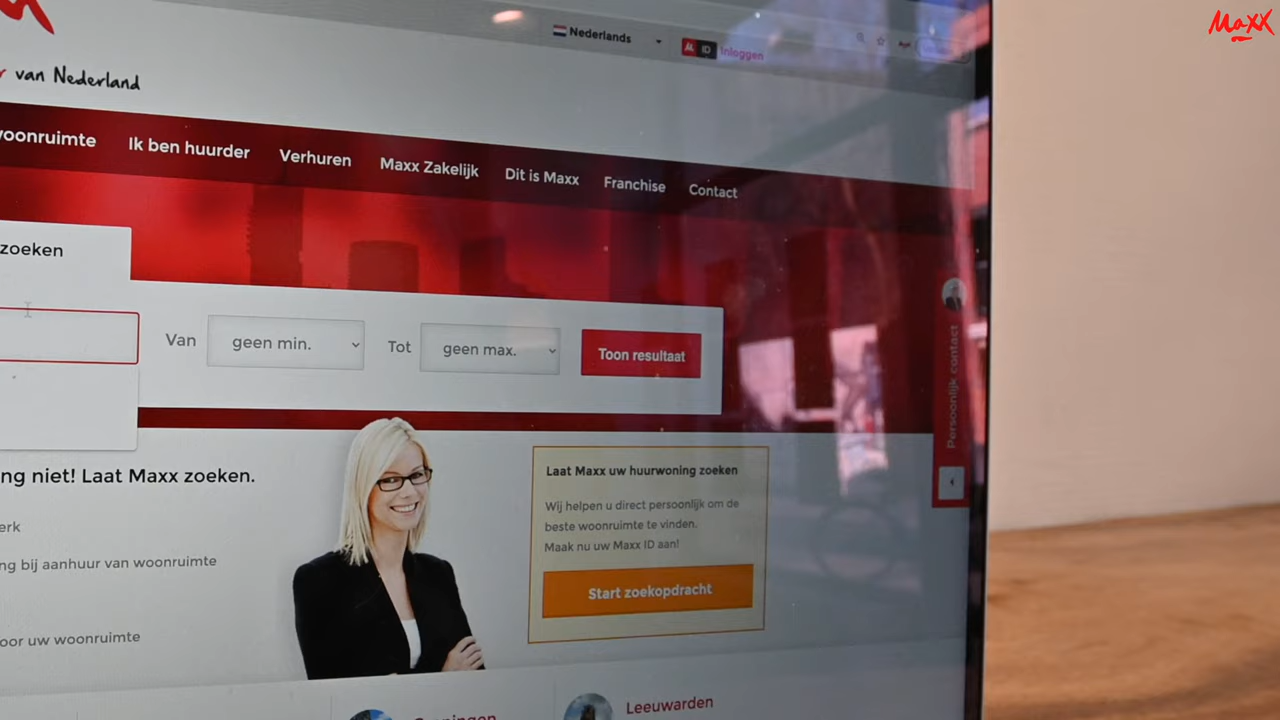 Maxx
Nederlands
ID Inloggen
van Nederland
woonruimte
Ik ben huurder
Verhuren
Maxx Zakelijk
Dit is Maxx
Franchise
Contact
zoeken
Van
geen min.
Tot
geen max.
Toon resultaat
Persoonlijk contact
ng niet! Laat Maxx zoeken.
erk
ng bij aanhuur van woonruimte
oor uw woonruimte
Laat Maxx uw huurwoning zoeken
Wij helpen u direct persoonlijk om de
beste woonruimte te vinden.
Maak nu uw Maxx ID aan!
Start zoekopdracht
Groningen
Leeuwarden